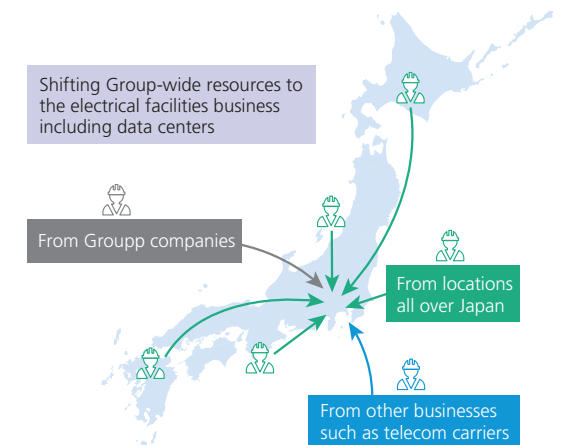 Shifting Group-wide resources to
the electrical facilities business
including data centers
From Groupp companies
From locations
all over Japan
From other businesses
such as telecom carriers